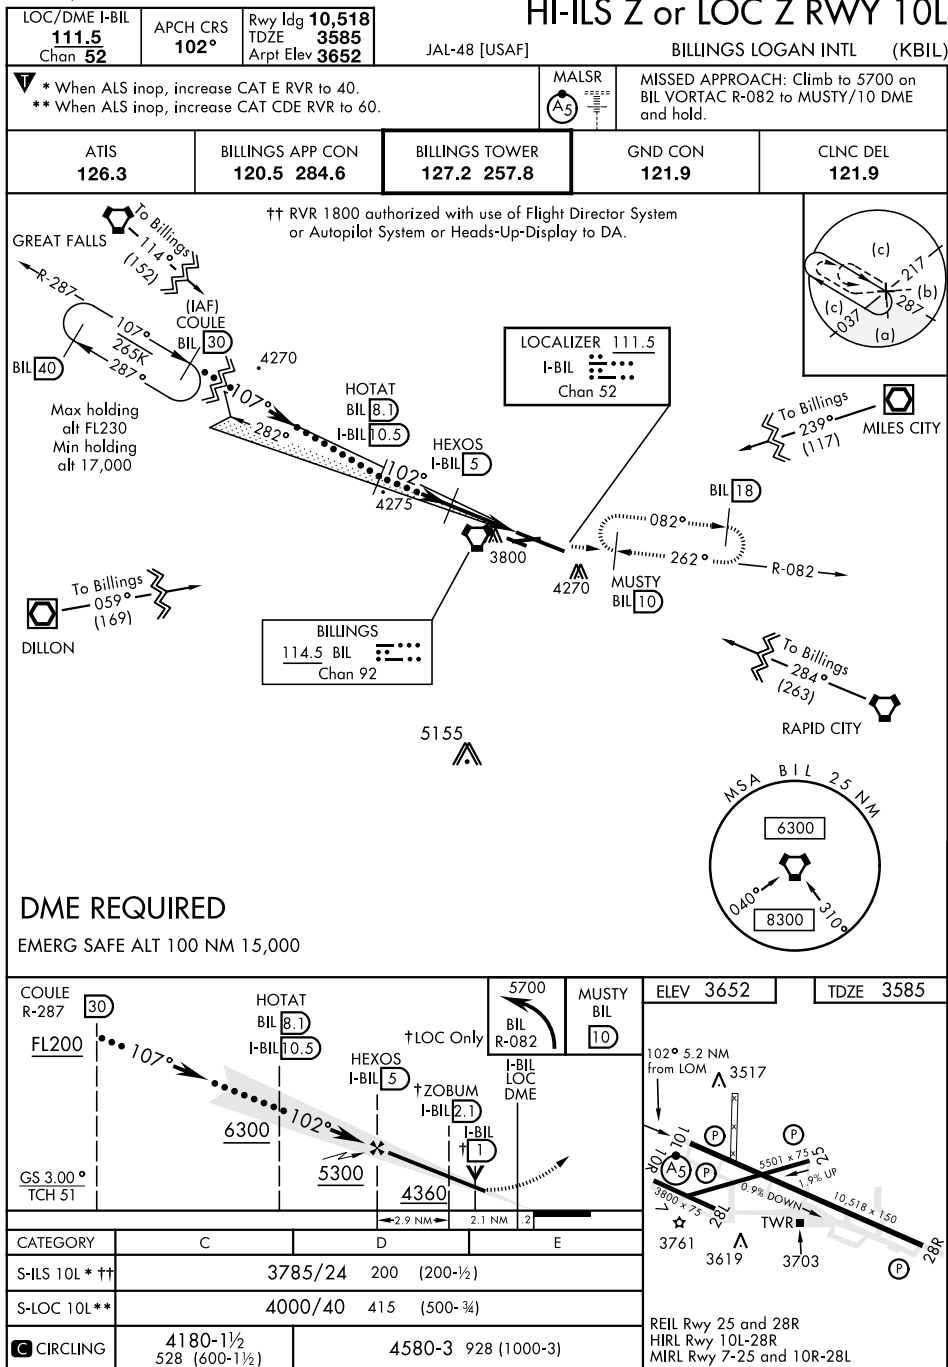 HI-ILS Z or LOC Z RWY 10L
LOC/DME I-BIL
111.5
Chan 52
APCH CRS
102°
Rwy ldg 10,518
TDZE 3585
Arpt Elev 3652
JAL-48 [USAF]
BILLINGS LOGAN INTL (KBIL)
T
* When ALS inop, increase CAT E RVR to 40.
** When ALS inop, increase CAT CDE RVR to 60.
MALSR
A5
MISSED APPROACH: Climb to 5700 on
BIL VORTAC R-082 to MUSTY/10 DME
and hold.
ATIS
126.3
BILLINGS APP CON
120.5 284.6
BILLINGS TOWER
127.2 257.8
GND CON
121.9
CLNC DEL
121.9
†† RVR 1800 authorized with use of Flight Director System
or Autopilot System or Heads-Up-Display to DA.
GREAT FALLS
To Billings
114°
(152)
R-287
(IAF)
COULE
BIL 30
107°
265K
287°
BIL 40
Max holding
alt FL230
Min holding
alt 17,000
4270
107°
282°
HOTAT
BIL 8.1
I-BIL 10.5
HEXOS
I-BIL 5
102°
4275
LOCALIZER 111.5
I-BIL
Chan 52
(c)
217
(b)
287
(c)
037
(a)
To Billings
239°
(117)
MILES CITY
BIL 18
082°
262°
R-082
MUSTY
BIL 10
3800
4270
To Billings
059°
(169)
DILLON
BILLINGS
114.5 BIL
Chan 92
To Billings
284°
(263)
RAPID CITY
5155
MSA BIL 25 NM
6300
040°
310°
8300
DME REQUIRED
EMERG SAFE ALT 100 NM 15,000
COULE
R-287 30
FL200
107°
HOTAT
BIL 8.1
I-BIL 10.5
6300
102°
HEXOS
I-BIL 5
5300
†LOC Only
†ZOBUM
I-BIL 2.1
4360
I-BIL
† 1
5700
BIL
R-082
MUSTY
BIL
10
I-BIL
LOC
DME
GS 3.00°
TCH 51
2.9 NM
2.1 NM
.2
ELEV 3652
TDZE 3585
102° 5.2 NM
from LOM
3517
P
P
P
P
10L
10R
A5
5501 x 75
25
1.9% UP
0.9% DOWN
10,518 x 150
3800 x 75
28L
28R
V
TWR
3761
3619
3703
REIL Rwy 25 and 28R
HIRL Rwy 10L-28R
MIRL Rwy 7-25 and 10R-28L
CATEGORY C D E
S-ILS 10L * †† 3785/24 200 (200-½)
S-LOC 10L** 4000/40 415 (500-¾)
C CIRCLING 4180-1½ 528 (600-1½) 4580-3 928 (1000-3)